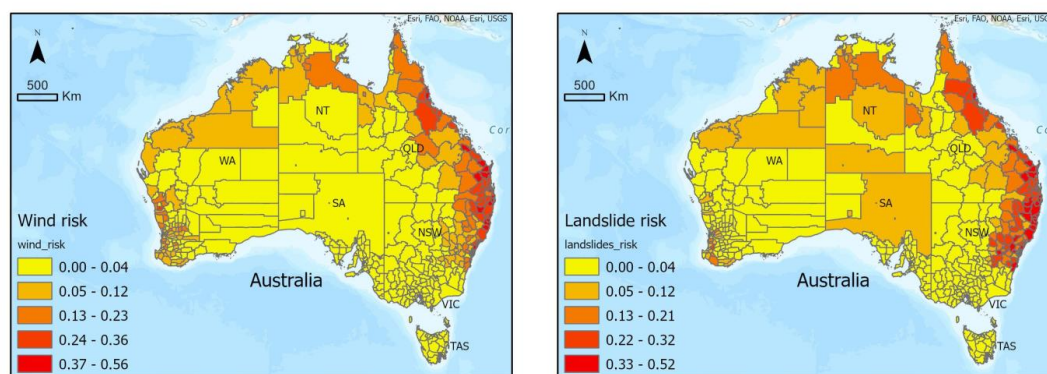 Esri, FAO, NOAA, Esri, USGS
N
500
Km
NT
QLD
WA
SA
NSW
VIC
TAS
Australia
Cor
Wind risk
wind_risk
0.00 - 0.04
0.05 - 0.12
0.13 - 0.23
0.24 - 0.36
0.37 - 0.56
Esri, FAO, NOAA, Esri, USG
N
500
Km
NT
QLD
WA
SA
NSW
VIC
TAS
Australia
Cor
Landslide risk
landslides_risk
0.00 - 0.04
0.05 - 0.12
0.13 - 0.21
0.22 - 0.32
0.33 - 0.52